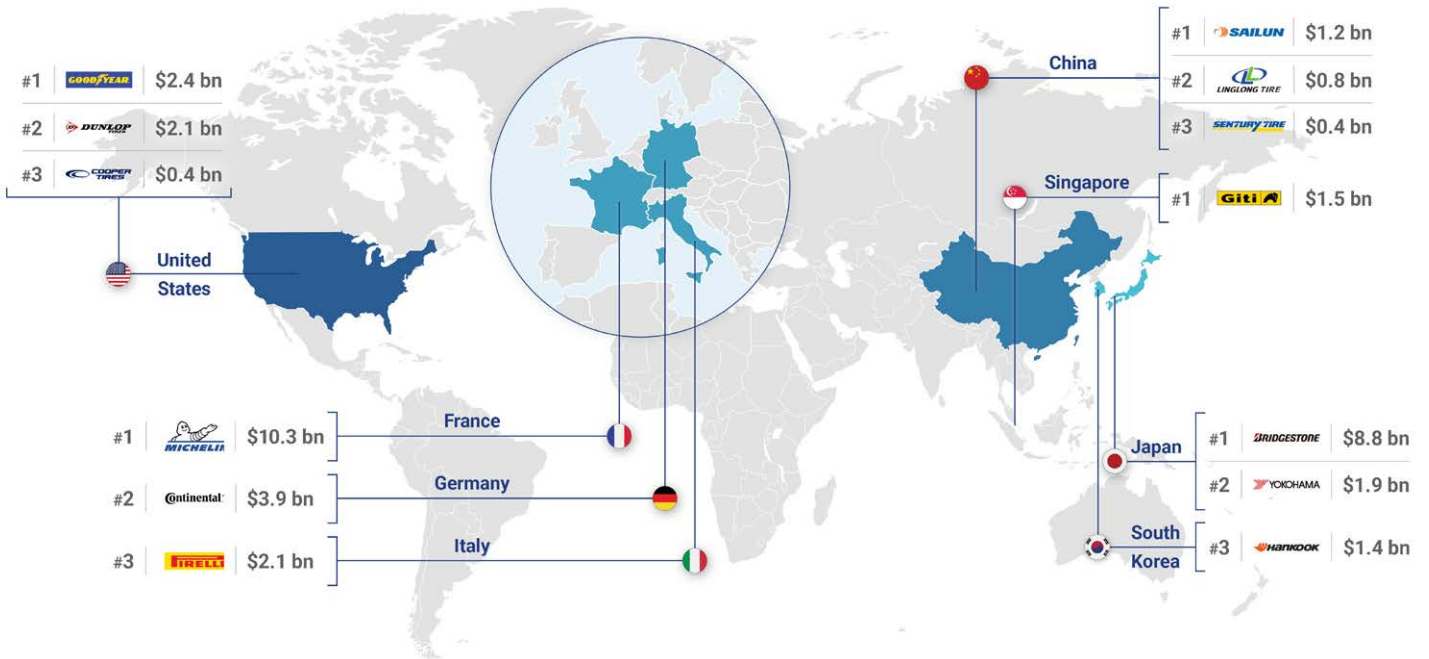 #1 GOODYEAR $2.4 bn
#2 DUNLOP TIRES $2.1 bn
#3 COOPER TIRES $0.4 bn
United
States
China
#1 SAILUN $1.2 bn
#2 LINGLONG TIRE $0.8 bn
#3 SENTURY TIRE $0.4 bn
Singapore
#1 Giti $1.5 bn
#1 MICHELIN $10.3 bn
France
#2 Continental $3.9 bn
Germany
#3 PIRELLI $2.1 bn
Italy
Japan
#1 BRIDGESTONE $8.8 bn
#2 YOKOHAMA $1.9 bn
South
Korea
#3 HANKOOK $1.4 bn